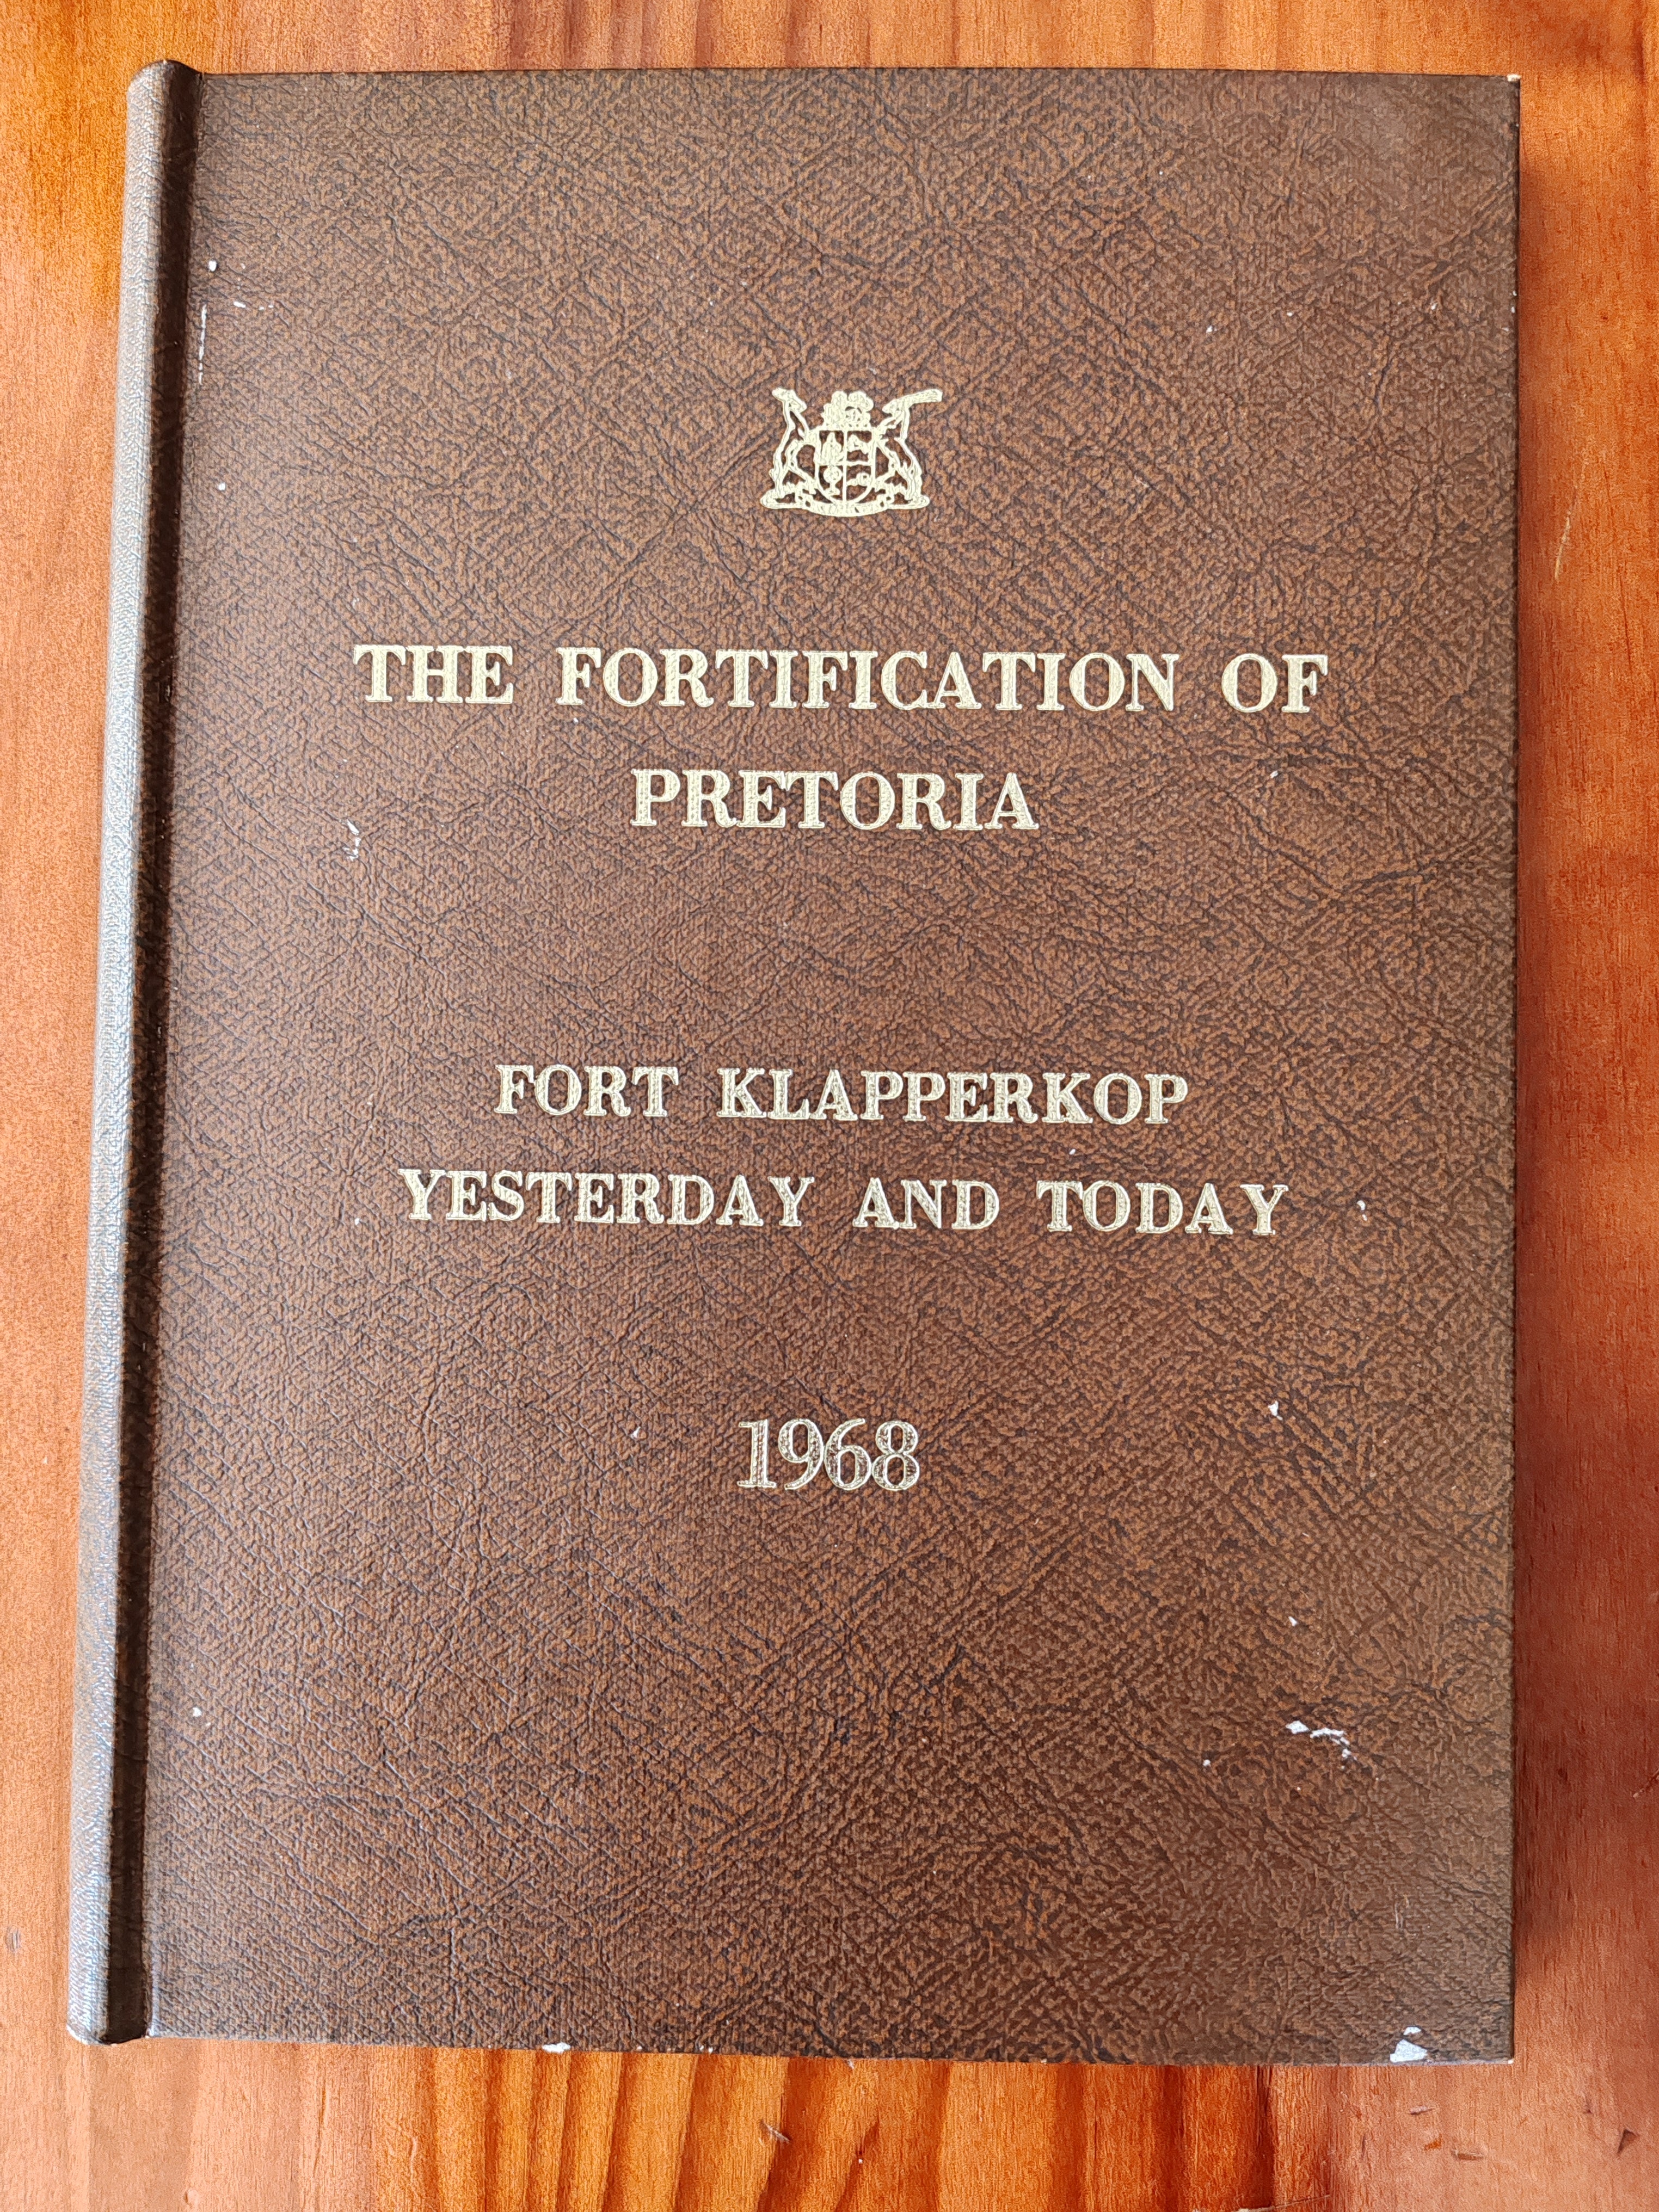 THE FORTIFICATION OF
PRETORIA
FORT KLAPPERKOP
YESTERDAY AND TODAY
1968